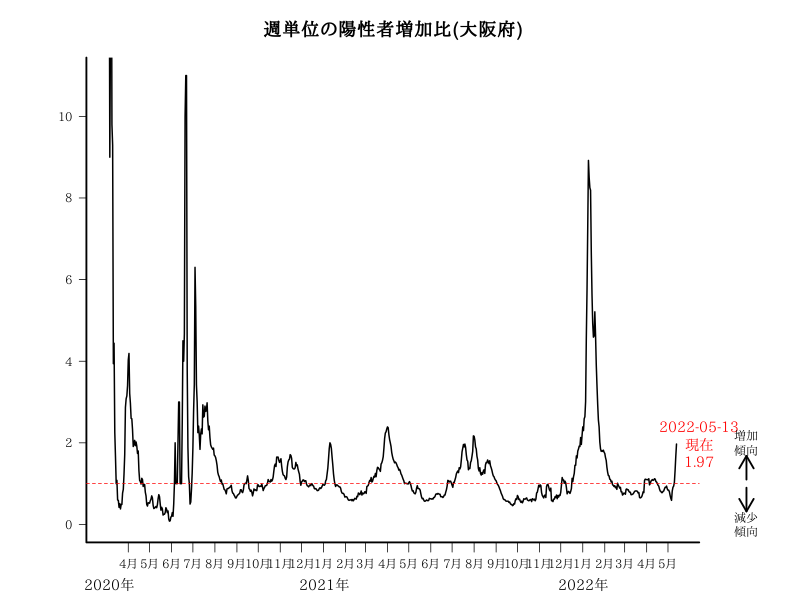 週単位の陽性者増加比(大阪府)
10
8
6
4
2
0
2022-05-13
現在
1.97
増加
傾向
減少
傾向
4月 5月 6月 7月 8月 9月 10月 11月 12月 1月 2月 3月 4月 5月 6月 7月 8月 9月 10月 11月 12月 1月 2月 3月 4月 5月
2020年 2021年 2022年